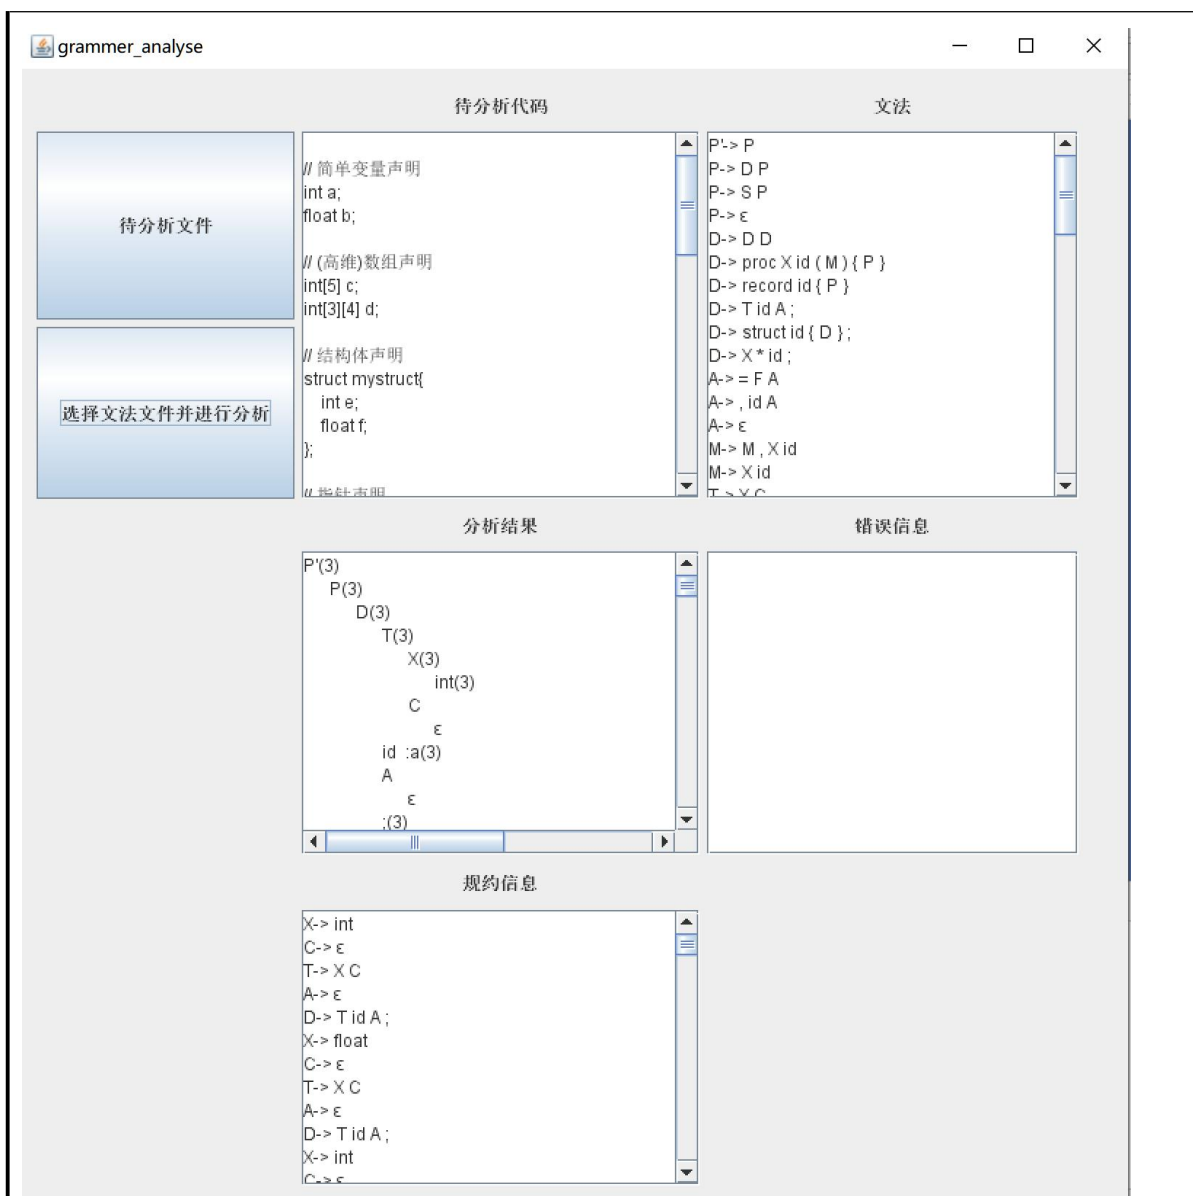 grammer_analyse
待分析代码
文法
待分析文件
选择文法文件并进行分析
// 简单变量声明
int a;
float b;
// (高维)数组声明
int[5] c;
int[3][4] d;
// 结构体声明
struct mystruct{
int e;
float f;
};
// 指针声明
P'-> P
P-> D P
P-> S P
P-> ε
D-> D D
D-> proc X id ( M ) { P }
D-> record id { P }
D-> T id A ;
D-> struct id { D } ;
D-> X * id ;
A-> = F A
A-> , id A
A-> ε
M-> M , X id
M-> X id
T-> X C
分析结果
错误信息
P'(3)
P(3)
D(3)
T(3)
X(3)
int(3)
C
ε
id :a(3)
A
ε
;(3)
规约信息
X-> int
C-> ε
T-> X C
A-> ε
D-> T id A ;
X-> float
C-> ε
T-> X C
A-> ε
D-> T id A ;
X-> int
C-> ε